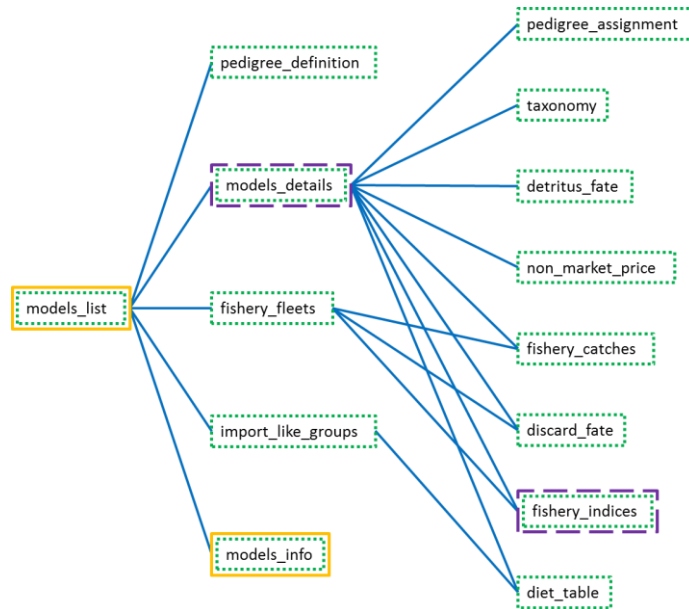 pedigree_assignment
pedigree_definition
taxonomy
models_details
detritus_fate
non_market_price
models_list
fishery_fleets
fishery_catches
import_like_groups
discard_fate
fishery_indices
models_info
diet_table